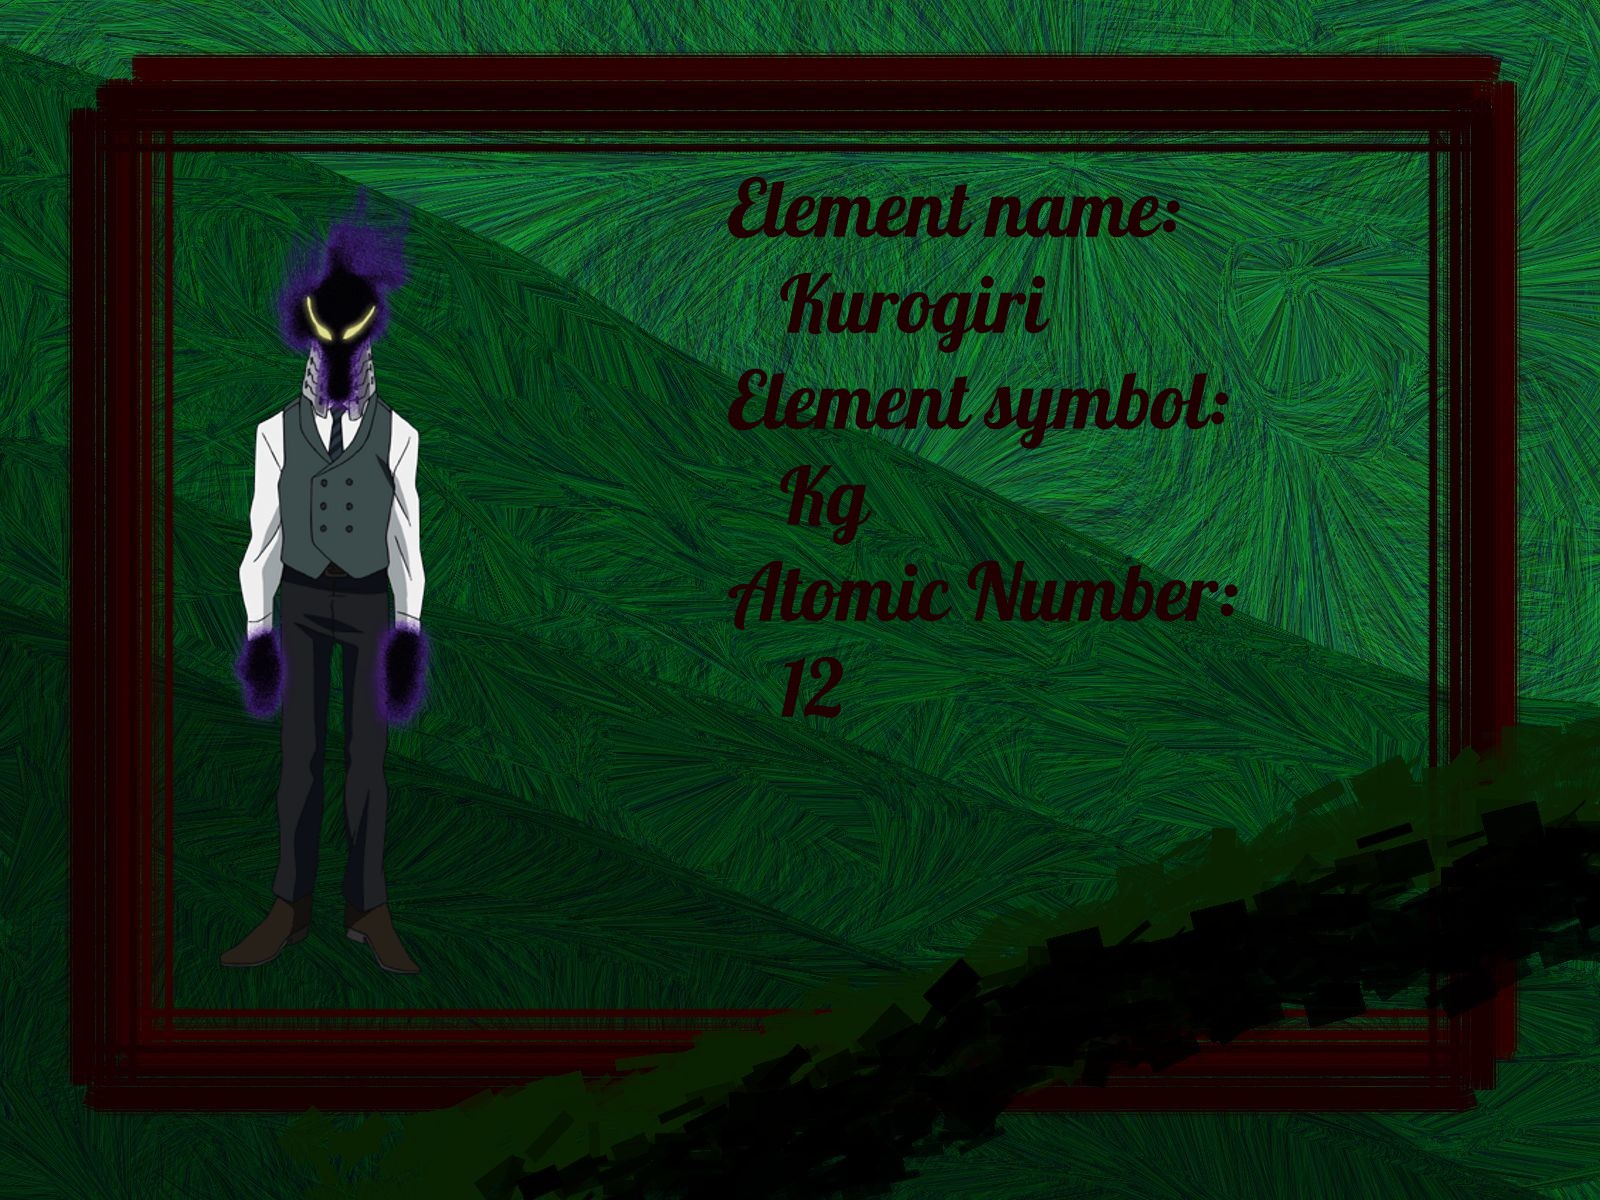 Element name:
Kurogiri
Element symbol:
Kg
Atomic Number:
12